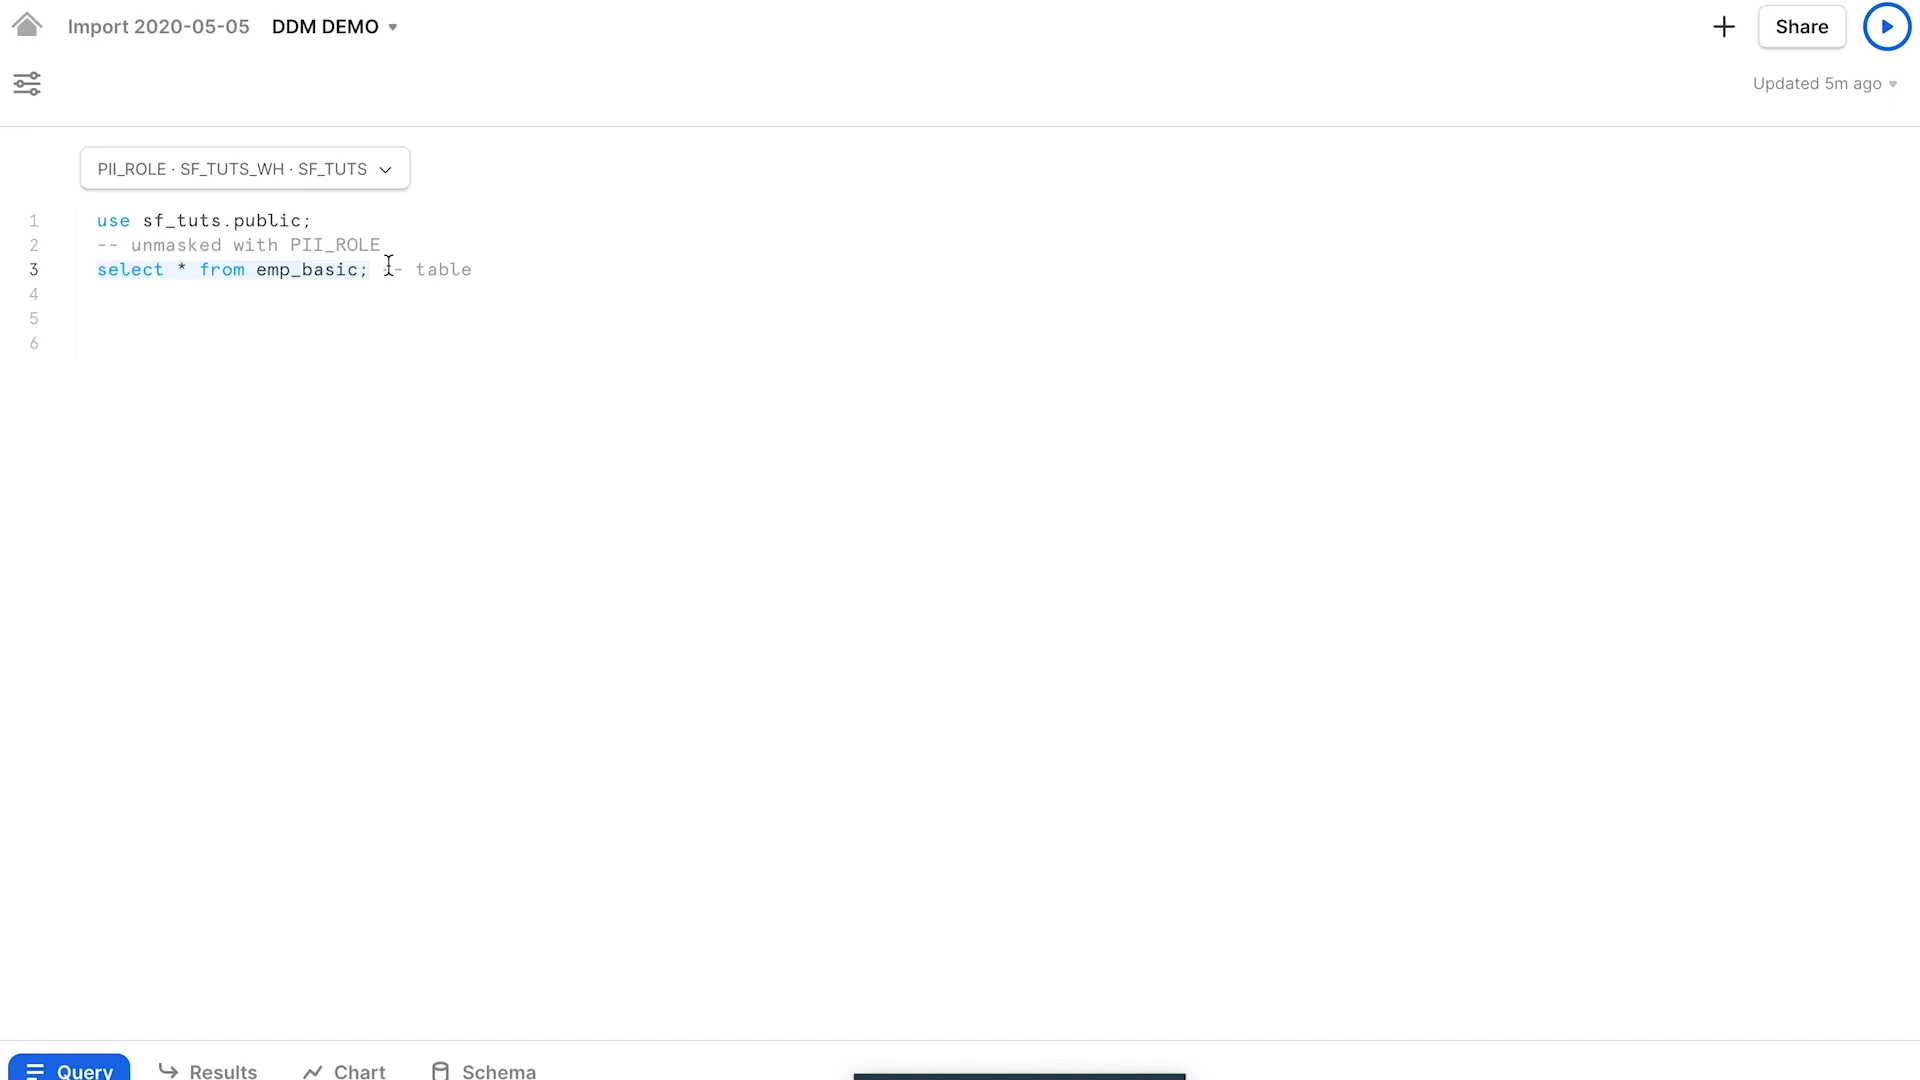 Import 2020-05-05 DDM DEMO
Share
Updated 5m ago
PII_ROLE · SF_TUTS_WH · SF_TUTS
1 use sf_tuts.public;
2 -- unmasked with PII_ROLE
3 select * from emp_basic; -- table
4
5
6
Query Results Chart Schema